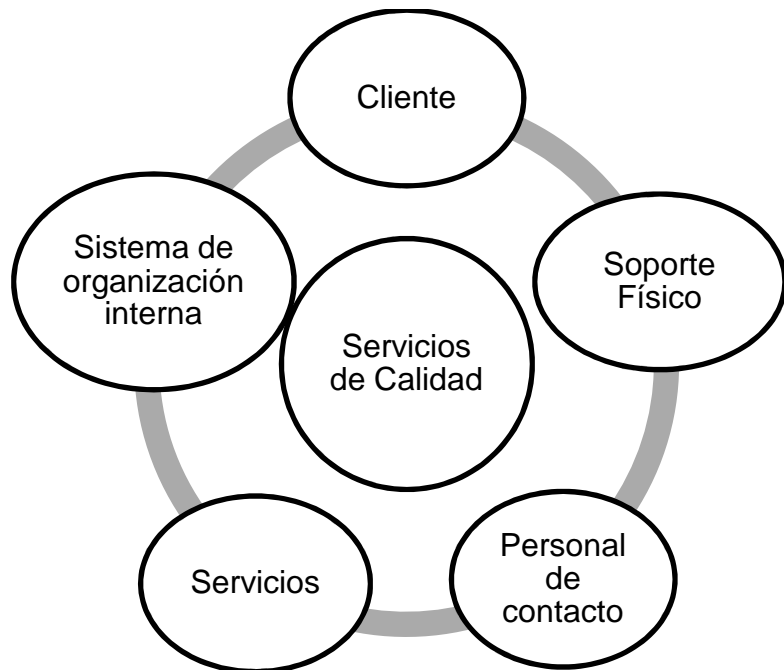 Cliente
Soporte
Físico
Personal
de
contacto
Servicios
Sistema de
organización
interna
Servicios
de Calidad